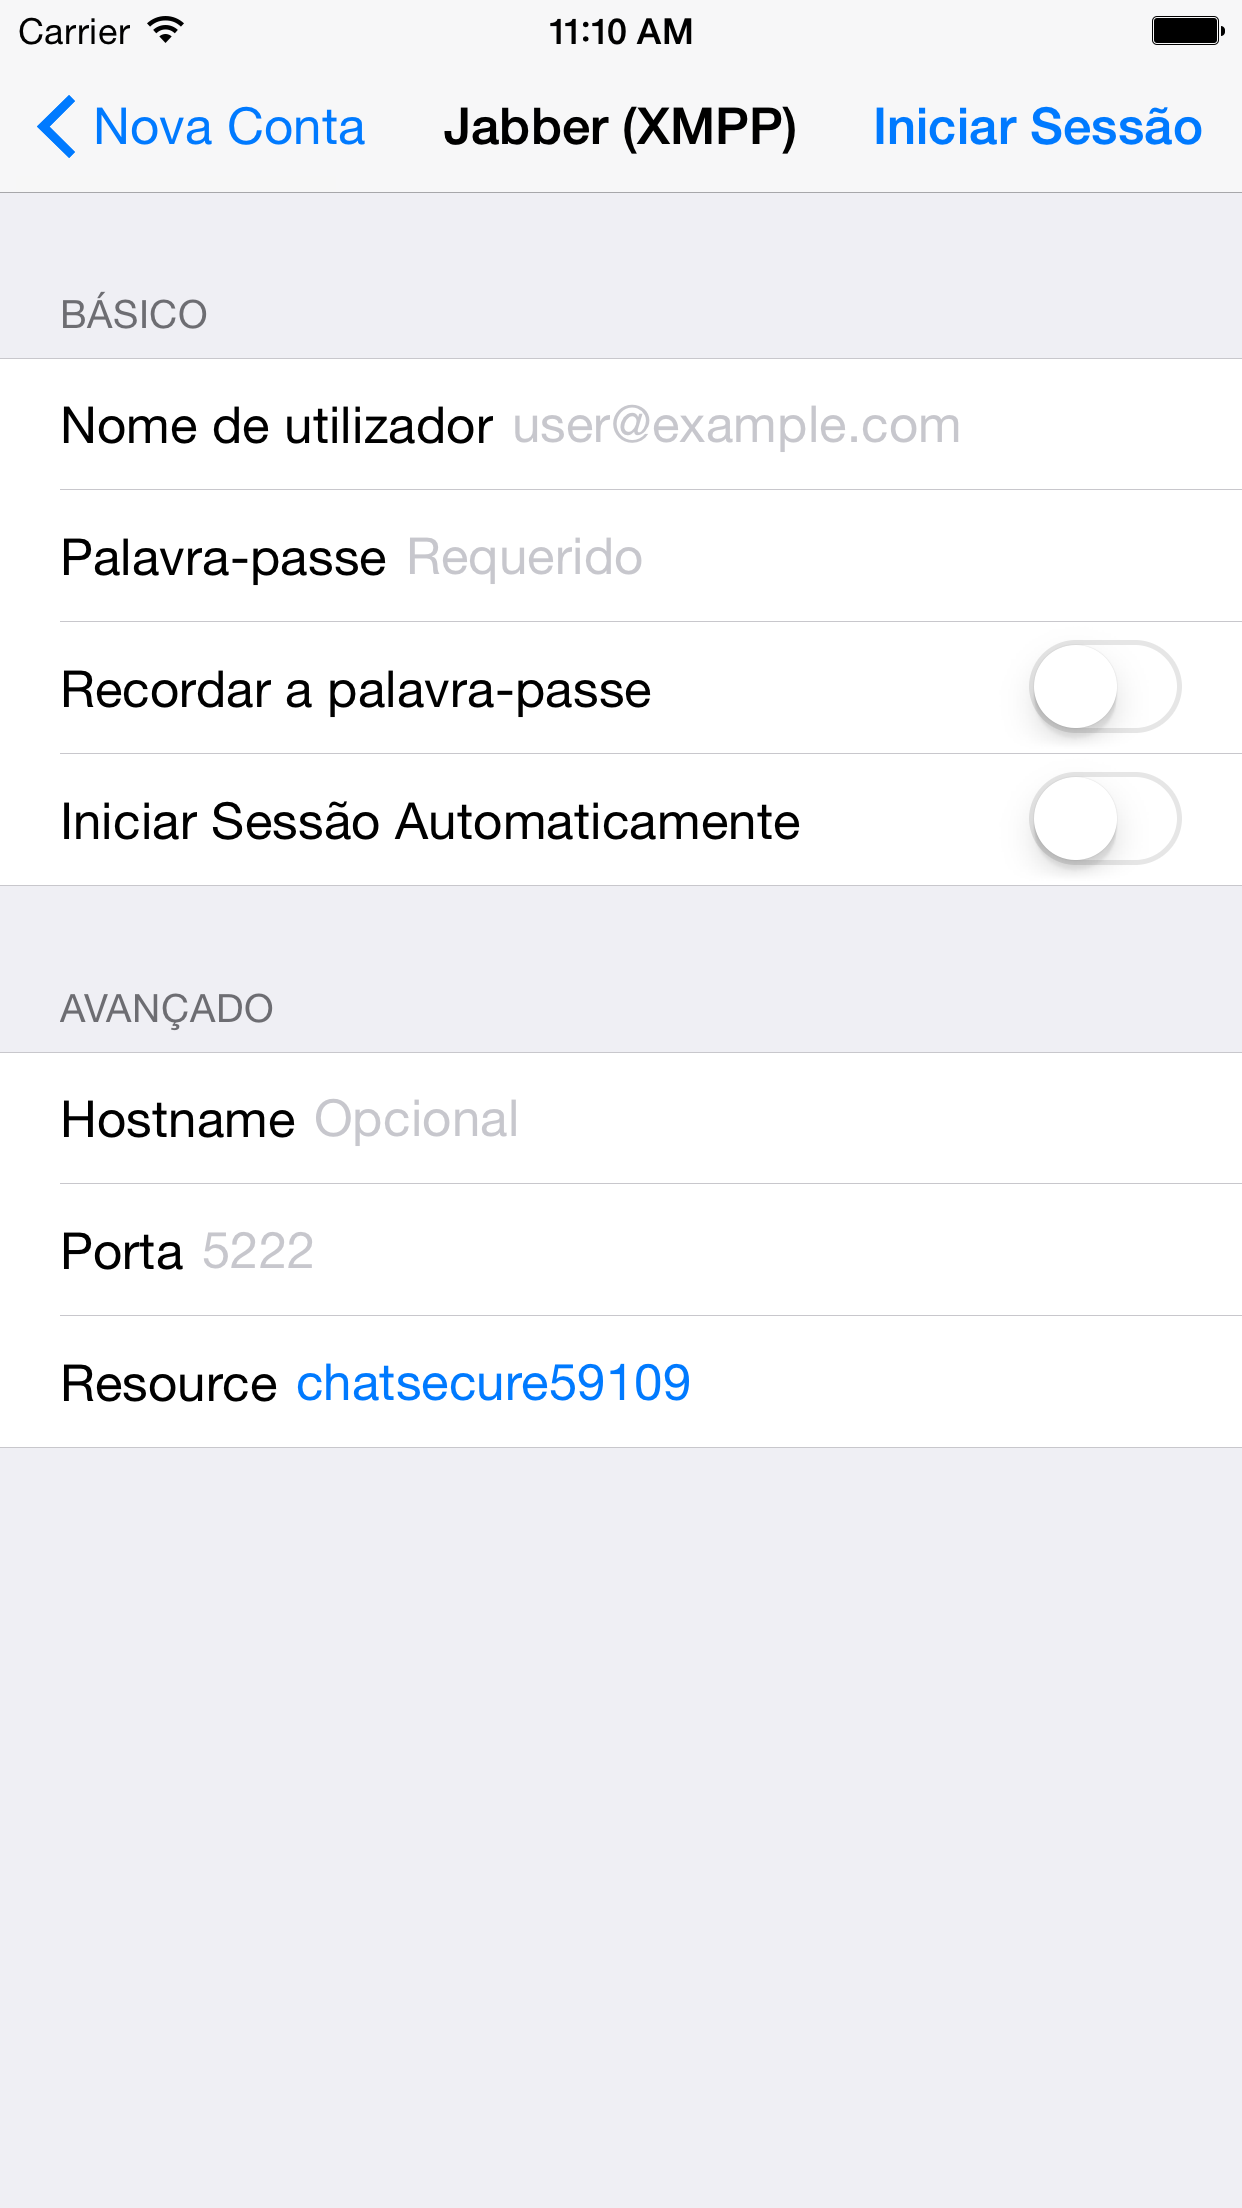 Carrier 11:10 AM
Nova Conta Jabber (XMPP) Iniciar Sessão
BÁSICO
Nome de utilizador user@example.com
Palavra-passe Requerido
Recordar a palavra-passe
Iniciar Sessão Automaticamente
AVANÇADO
Hostname Opcional
Porta 5222
Resource chatsecure59109